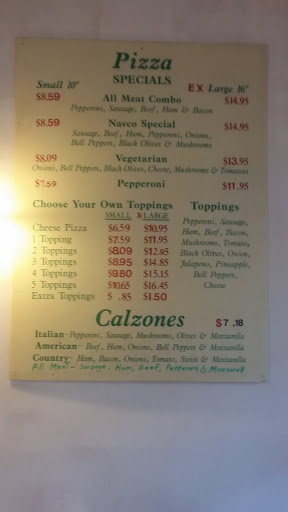 Pizza
SPECIALS
Small 10" EX Large 16"
$8.59 All Meat Combo $14.95
Pepperoni, Sausage, Beef, Ham & Bacon
$8.59 Navco Special $14.95
Sausage, Beef, Ham, Pepperoni, Onions,
Bell Peppers, Black Olives & Mushrooms
$8.09 Vegetarian $13.95
Onions, Bell Peppers, Black Olives, Cheese, Mushrooms & Tomatoes
$7.59 Pepperoni $11.95
Choose Your Own Toppings Toppings
SMALL X LARGE
Cheese Pizza $6.59 $10.95
1 Topping $7.59 $11.95
2 Toppings $8.09 $12.95
3 Toppings $8.95 $14.85
4 Toppings $9.80 $15.15
5 Toppings $10.65 $16.45
Extra Toppings $ .85 $1.50
Pepperoni, Sausage,
Ham, Beef, Bacon,
Mushrooms, Tomatos,
Black Olives, Onion,
Jalapeno, Pineapple,
Bell Peppers,
Cheese
Calzones $7.18
Italian- Pepperoni, Sausage, Mushrooms, Olives & Mozzarella
American- Beef, Ham, Onions, Bell Peppers & Mozzarella
Country- Ham, Bacon, Onions, Tomato, Swiss & Mozzarella
All Meat- Sausage, Ham, Beef, Pepperoni & Mozzarella